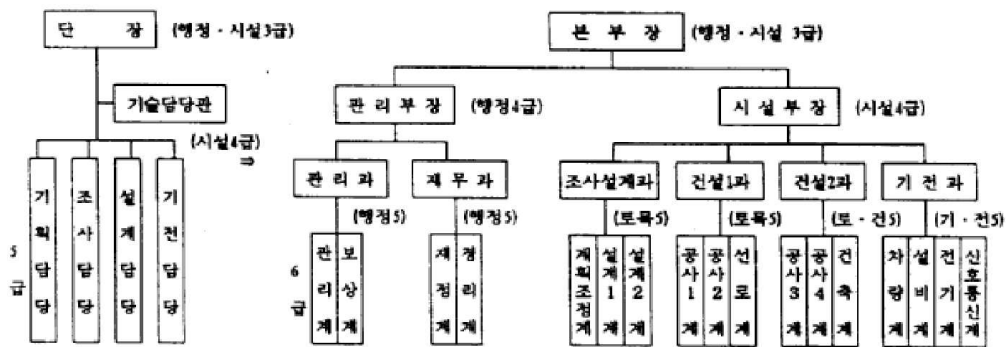 단 장 (행정·시설3급)
본 부 장 (행정·시설 3급)
기술담당관
(시설4급)
⇒
관 리 부 장 (행정4급)
시 설 부 장 (시설4급)
관 리 과
재 무 과
조사설계과
건설1과
건설2과
기 전 과
(행정5)
(행정5)
(토목5)
(토목5)
(토·건5)
(기·전5)
5급
기획담당
조사담당
설계담당
기전담당
6급
관리계
보상계
재정계
경리계
계획조정계
설계1계
설계2계
공사1계
공사2계
선로계
공사3계
공사4계
건축계
차량계
설비계
전기계
신호통신계